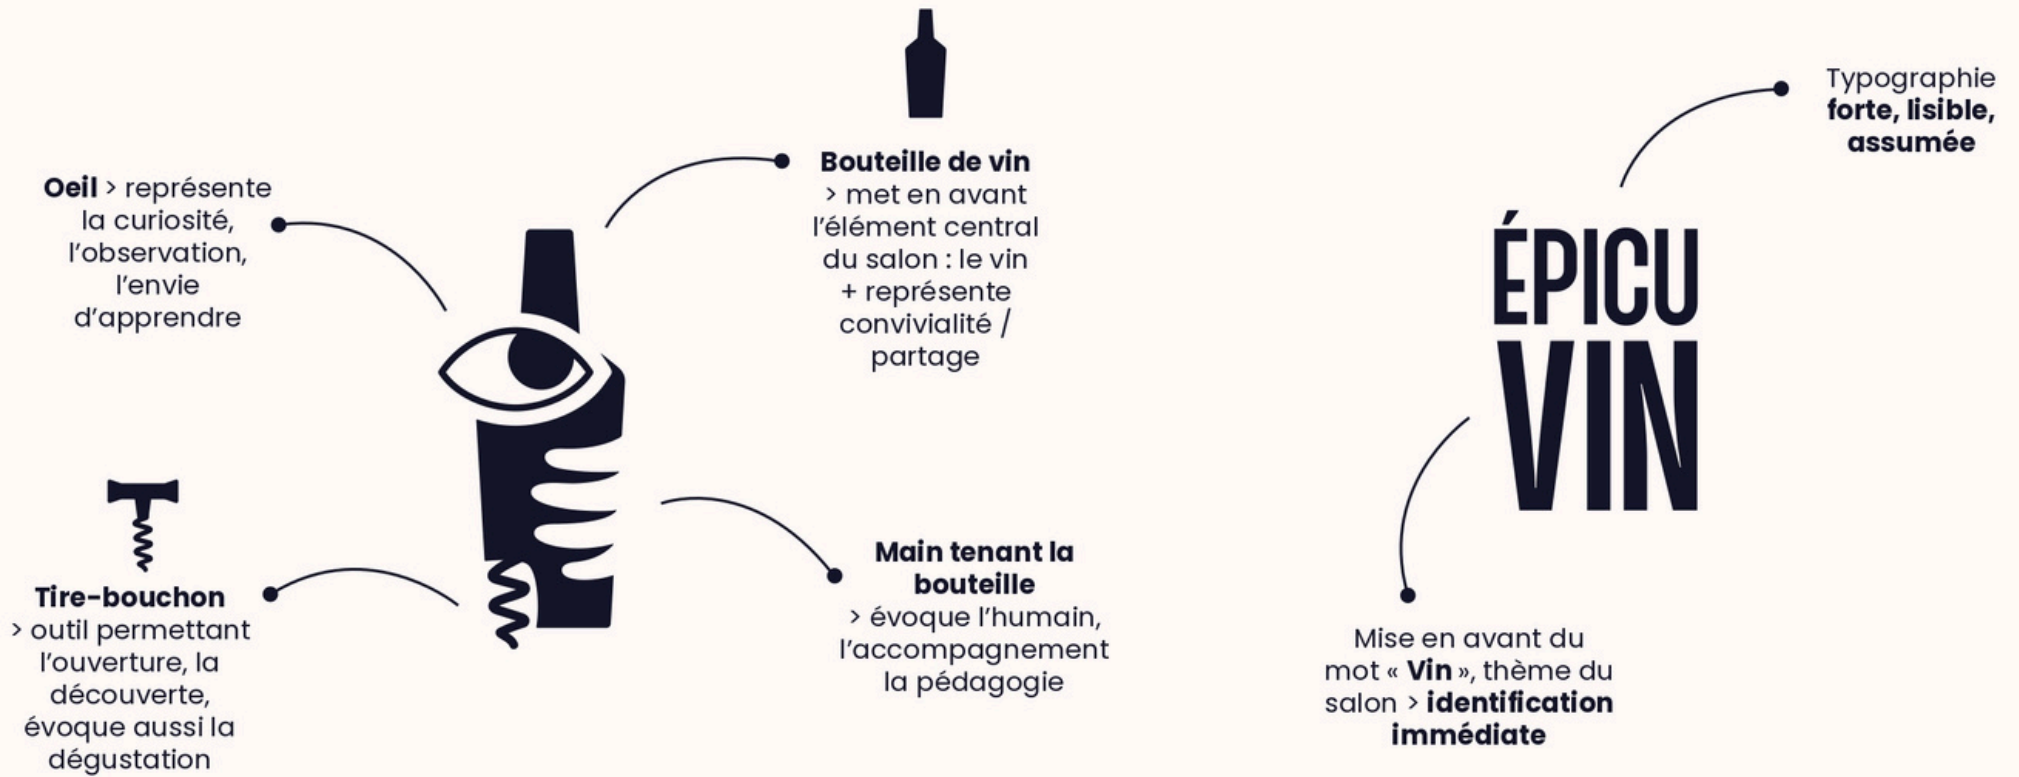 Oeil > représente
la curiosité,
l'observation,
l'envie
d'apprendre
Bouteille de vin
> met en avant
l'élément central
du salon : le vin
+ représente
convivialité /
partage
Tire-bouchon
> outil permettant
l'ouverture, la
découverte,
évoque aussi la
dégustation
Main tenant la
bouteille
> évoque l'humain,
l'accompagnement
la pédagogie
Typographie
forte, lisible,
assumée
ÉPICU
VIN
Mise en avant du
mot « Vin », thème du
salon > identification
immédiate